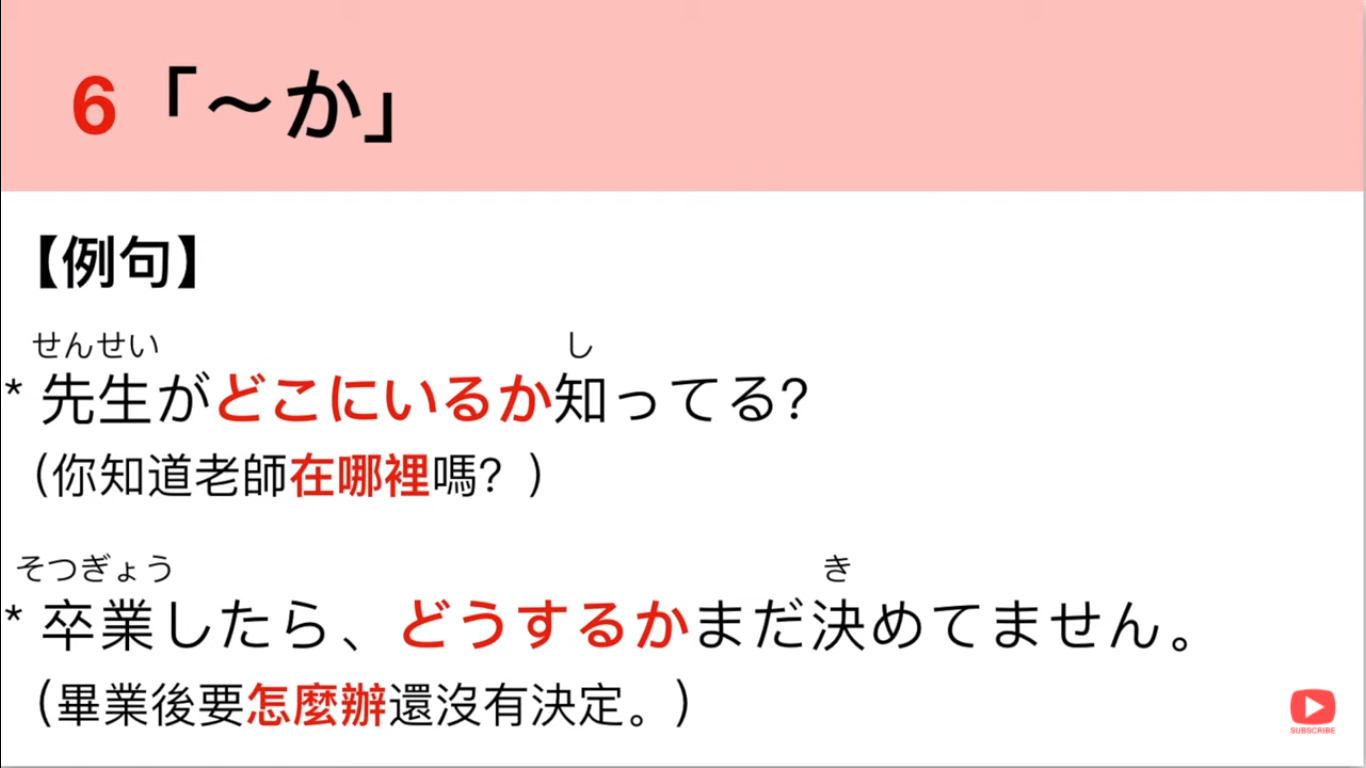 6「〜か」
【例句】
せんせい し
* 先生がどこにいるか知ってる？
（你知道老師在哪裡嗎？）
そつぎょう き
* 卒業したら、どうするかまだ決めてません。
（畢業後要怎麼辦還沒有決定。）
SUBSCRIBE